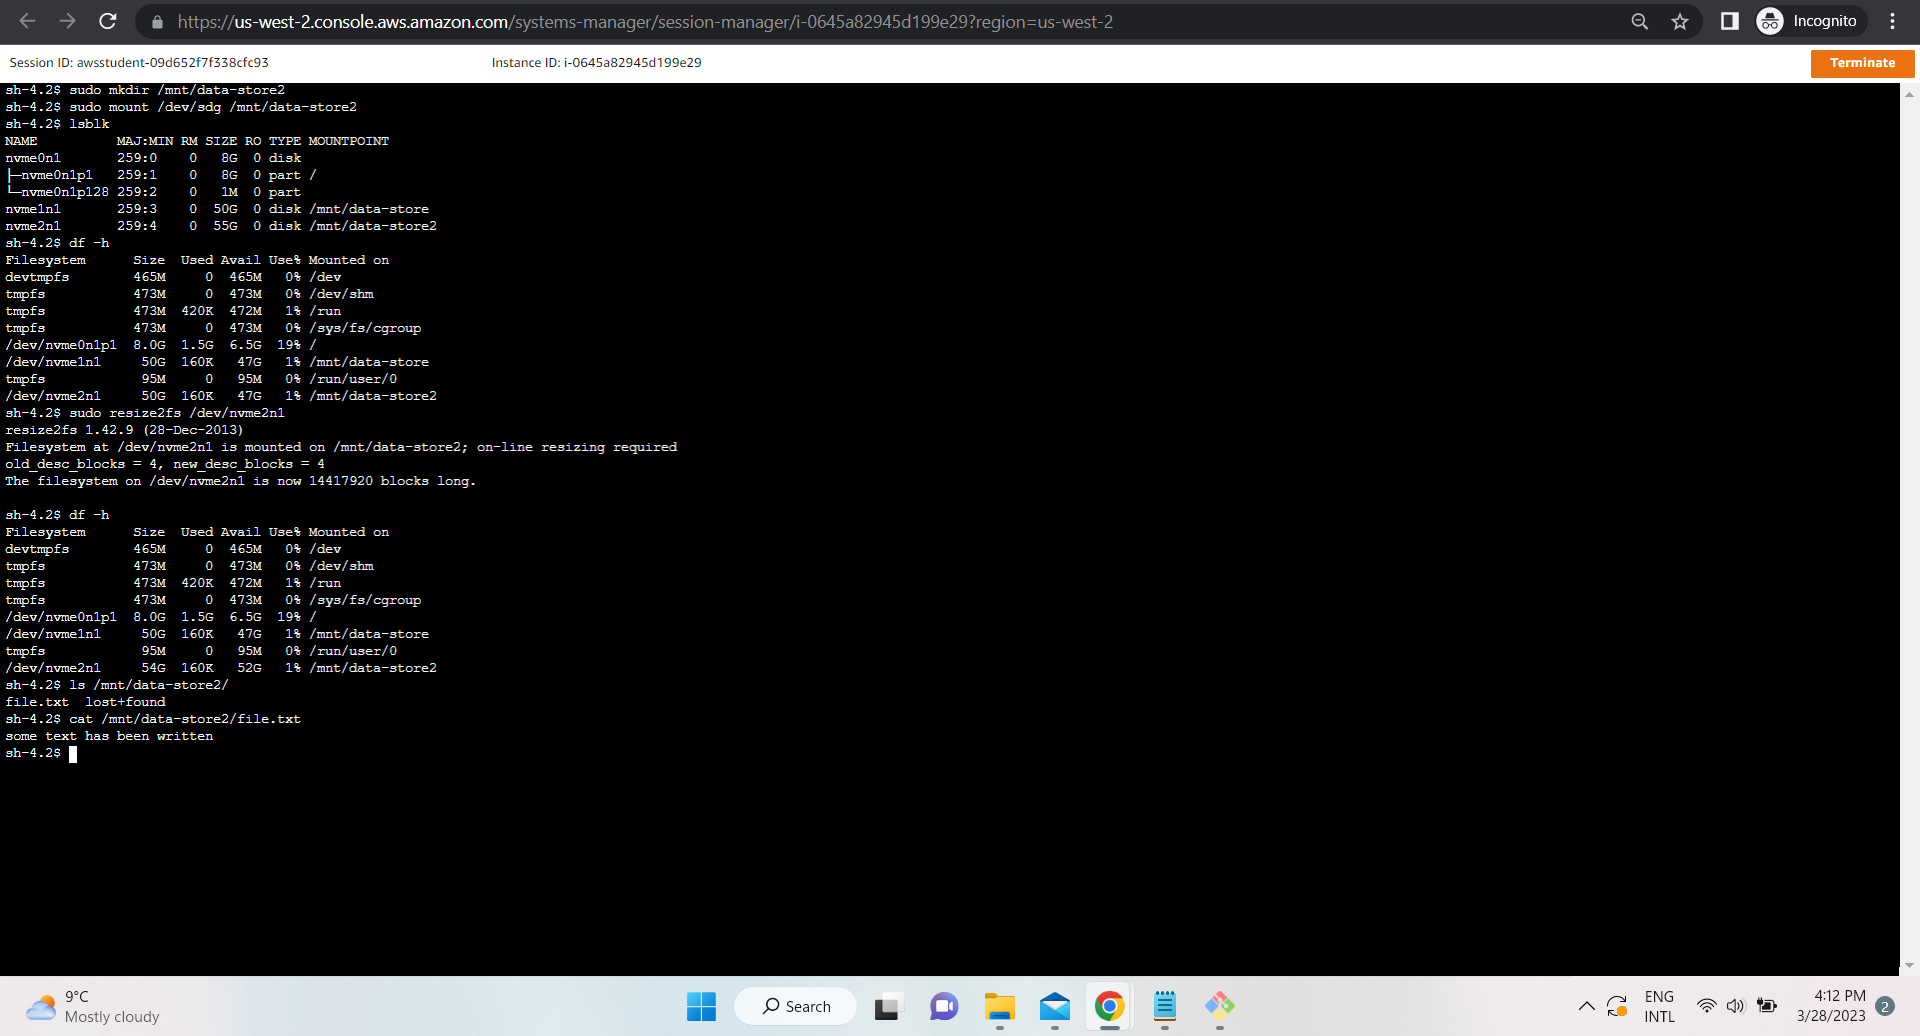 https://us-west-2.console.aws.amazon.com/systems-manager/session-manager/i-0645a82945d199e29?region=us-west-2
Incognito
Session ID: awsstudent-09d652f7f338cfc93
Instance ID: i-0645a82945d199e29
Terminate
sh-4.2$ sudo mkdir /mnt/data-store2
sh-4.2$ sudo mount /dev/sdg /mnt/data-store2
sh-4.2$ lsblk
NAME          MAJ:MIN RM SIZE RO TYPE MOUNTPOINT
nvme0n1       259:0    0   8G  0 disk
├─nvme0n1p1   259:1    0   8G  0 part /
└─nvme0n1p128 259:2    0   1M  0 part
nvme1n1       259:3    0  50G  0 disk /mnt/data-store
nvme2n1       259:4    0  55G  0 disk /mnt/data-store2
sh-4.2$ df -h
Filesystem      Size  Used Avail Use% Mounted on
devtmpfs        465M     0  465M   0% /dev
tmpfs           473M     0  473M   0% /dev/shm
tmpfs           473M  420K  472M   1% /run
tmpfs           473M     0  473M   0% /sys/fs/cgroup
/dev/nvme0n1p1  8.0G  1.5G  6.5G  19% /
/dev/nvme1n1     50G  160K   47G   1% /mnt/data-store
tmpfs            95M     0   95M   0% /run/user/0
/dev/nvme2n1     50G  160K   47G   1% /mnt/data-store2
sh-4.2$ sudo resize2fs /dev/nvme2n1
resize2fs 1.42.9 (28-Dec-2013)
Filesystem at /dev/nvme2n1 is mounted on /mnt/data-store2; on-line resizing required
old_desc_blocks = 4, new_desc_blocks = 4
The filesystem on /dev/nvme2n1 is now 14417920 blocks long.
sh-4.2$ df -h
Filesystem      Size  Used Avail Use% Mounted on
devtmpfs        465M     0  465M   0% /dev
tmpfs           473M     0  473M   0% /dev/shm
tmpfs           473M  420K  472M   1% /run
tmpfs           473M     0  473M   0% /sys/fs/cgroup
/dev/nvme0n1p1  8.0G  1.5G  6.5G  19% /
/dev/nvme1n1     50G  160K   47G   1% /mnt/data-store
tmpfs            95M     0   95M   0% /run/user/0
/dev/nvme2n1     54G  160K   52G   1% /mnt/data-store2
sh-4.2$ ls /mnt/data-store2/
file.txt  lost+found
sh-4.2$ cat /mnt/data-store2/file.txt
some text has been written
sh-4.2$
9°C
Mostly cloudy
Search
ENG
INTL
4:12 PM
3/28/2023
2